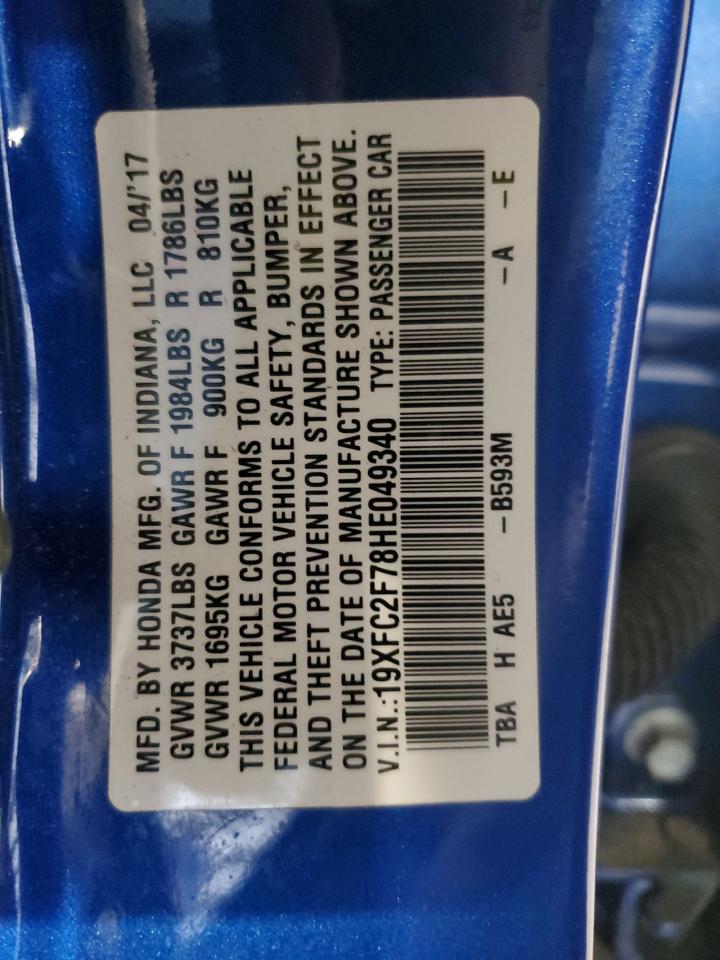 MFD. BY HONDA MFG. OF INDIANA, LLC 04/'17
GVWR 3737LBS GAWR F 1984LBS R 1786LBS
GVWR 1695KG GAWR F 900KG R 810KG
THIS VEHICLE CONFORMS TO ALL APPLICABLE
FEDERAL MOTOR VEHICLE SAFETY, BUMPER,
AND THEFT PREVENTION STANDARDS IN EFFECT
ON THE DATE OF MANUFACTURE SHOWN ABOVE.
V.I.N.:19XFC2F78HE049340 TYPE: PASSENGER CAR
TBA H AE5 -B593M -A -E